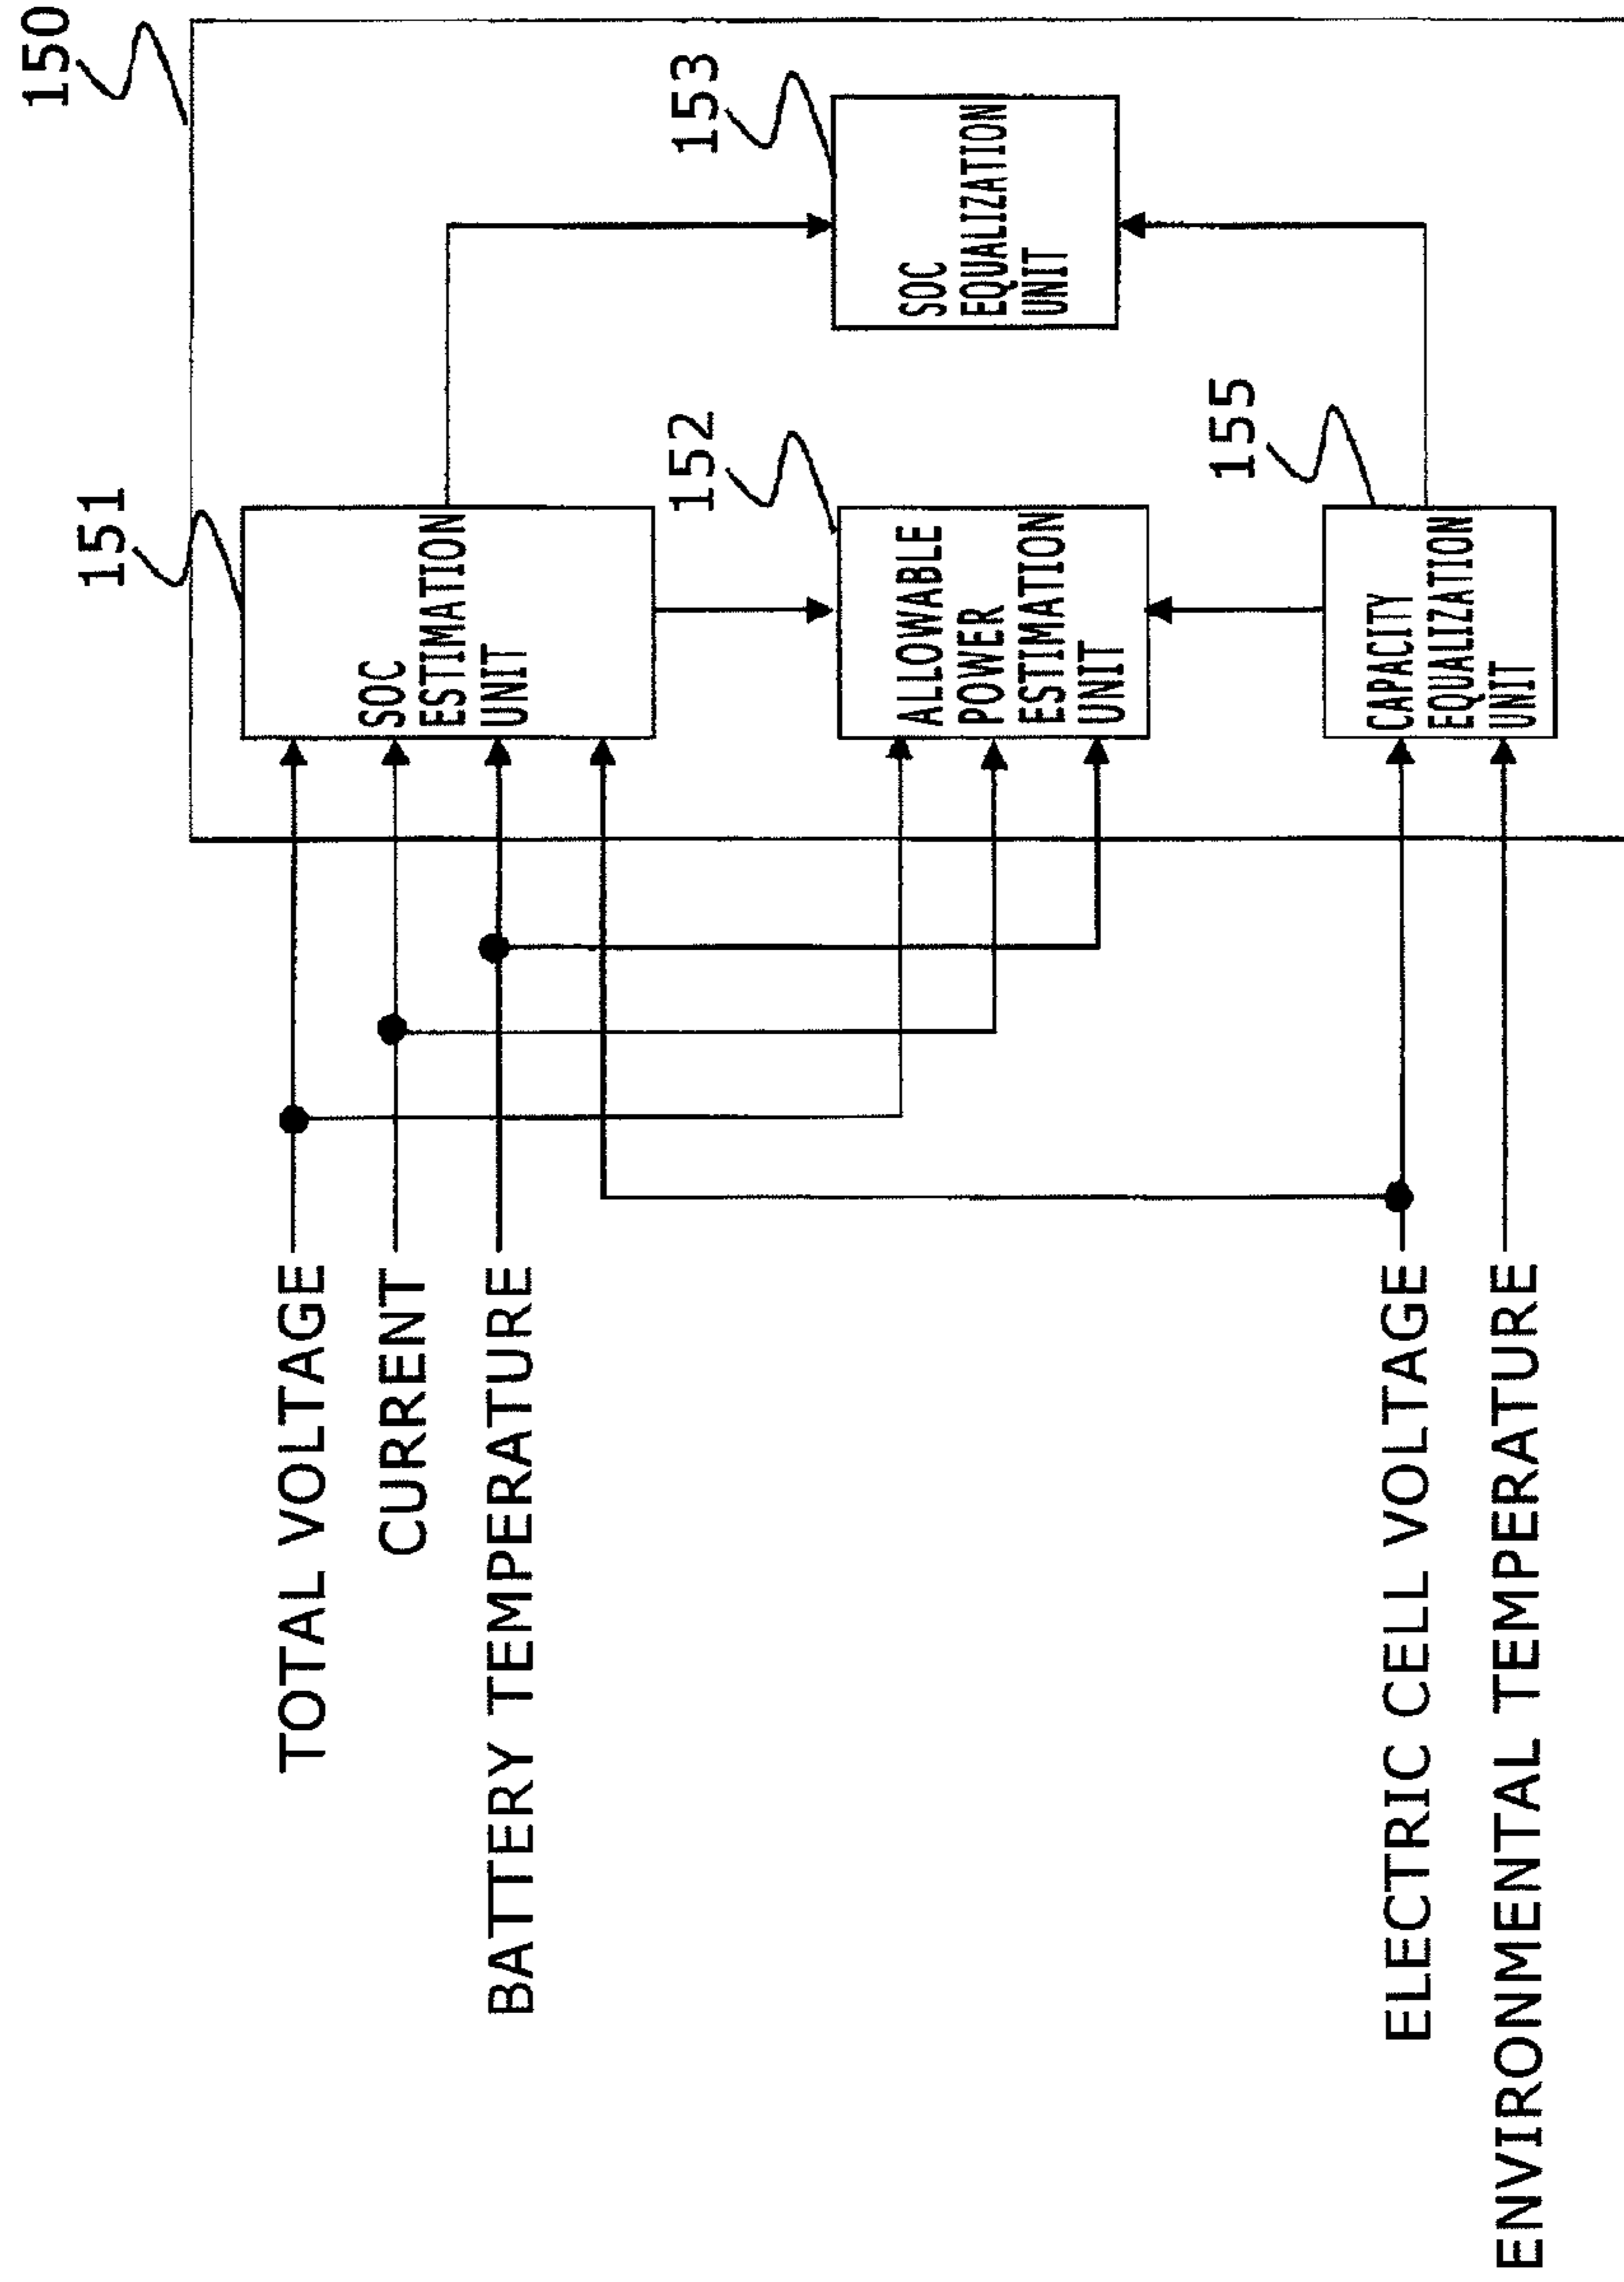 150
151
SOC
ESTIMATION
UNIT
152
ALLOWABLE
POWER
ESTIMATION
UNIT
153
SOC
EQUALIZATION
UNIT
155
CAPACITY
EQUALIZATION
UNIT
TOTAL VOLTAGE
CURRENT
BATTERY TEMPERATURE
ELECTRIC CELL VOLTAGE
ENVIRONMENTAL TEMPERATURE